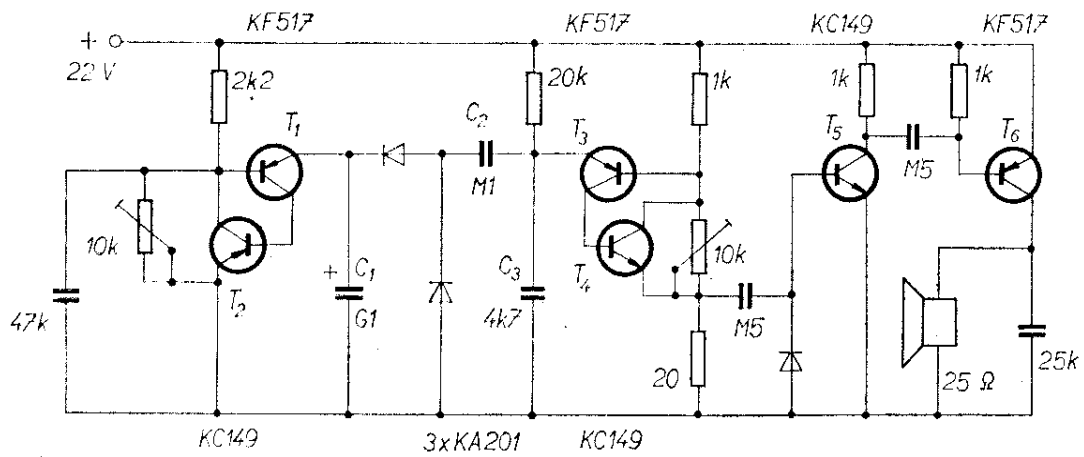 KF517 KF517 KC149 KF517
+
22 V
2k2
20k
1k
1k
1k
T1
C2
T3
T5
T6
M1
M5
10k
T2
+ C1
G1
C3
4k7
T4
10k
M5
47k
20
25 Ω
25k
KC149 3xKA201 KC149